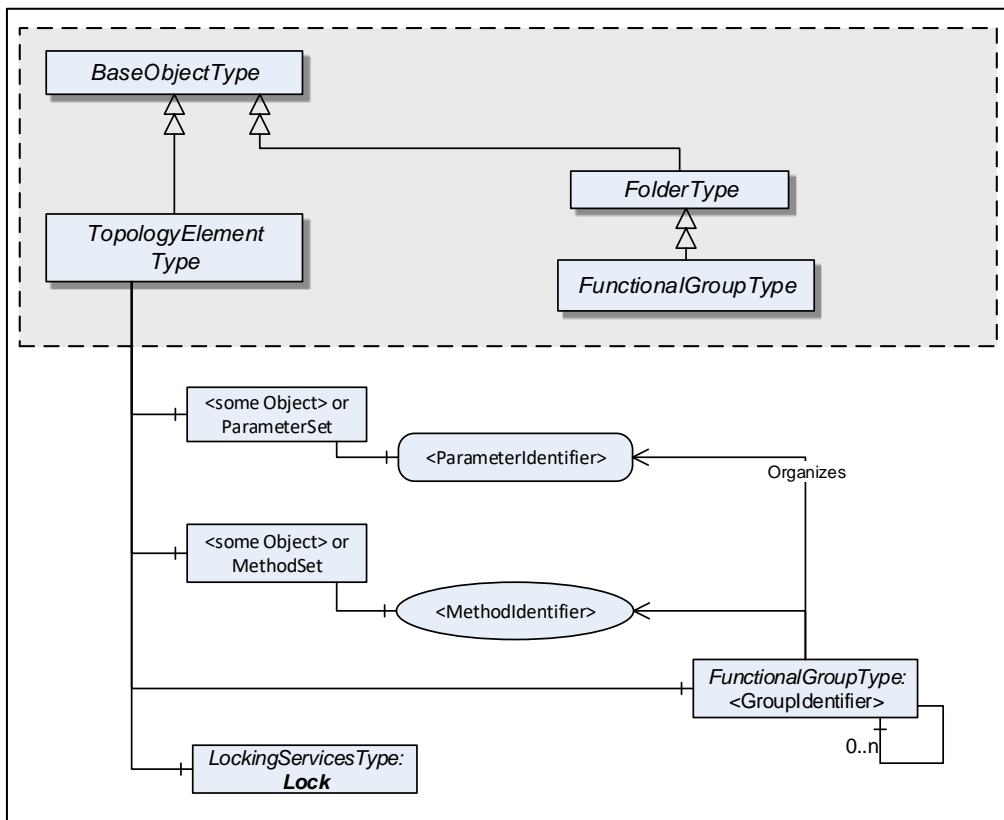 BaseObjectType
FolderType
TopologyElement
Type
FunctionalGroupType
<some Object> or
ParameterSet
<ParameterIdentifier>
Organizes
<some Object> or
MethodSet
<MethodIdentifier>
FunctionalGroupType:
<GroupIdentifier>
0..n
LockingServicesType:
Lock